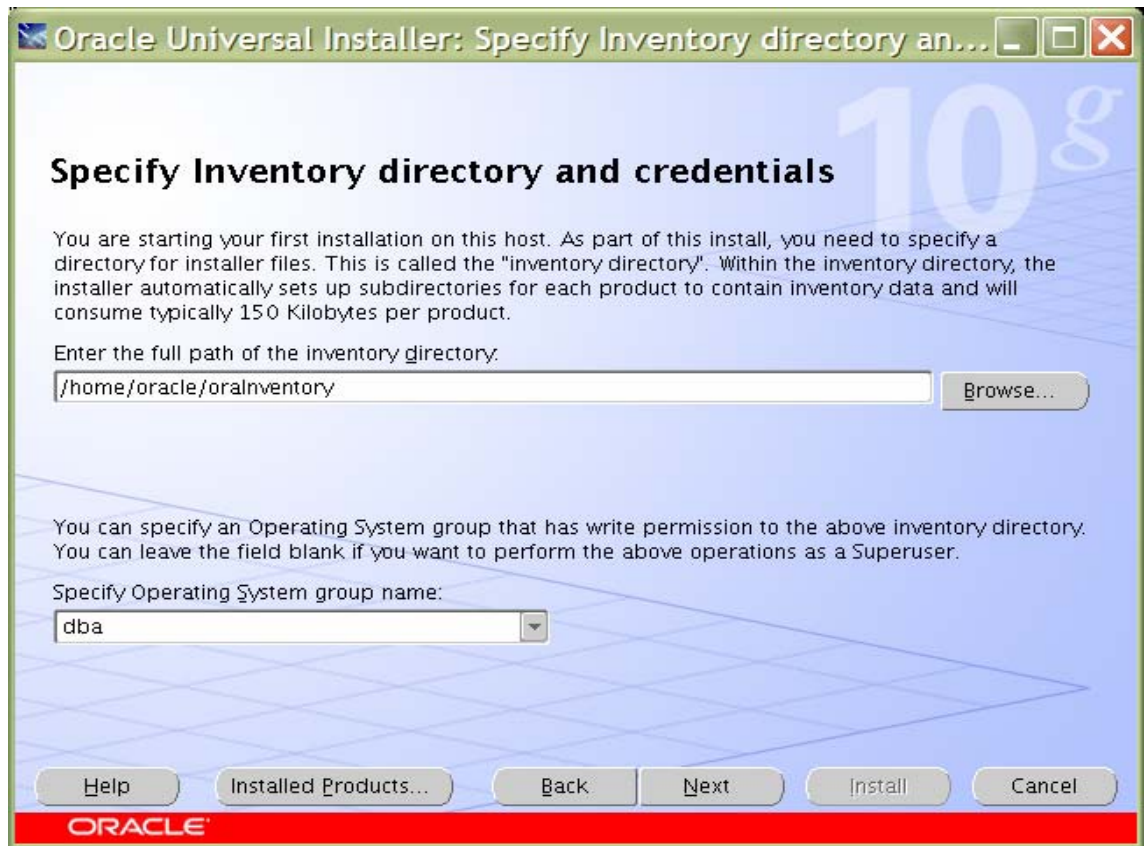 Oracle Universal Installer: Specify Inventory directory an...
10g
Specify Inventory directory and credentials
You are starting your first installation on this host. As part of this install, you need to specify a
directory for installer files. This is called the "inventory directory". Within the inventory directory, the
installer automatically sets up subdirectories for each product to contain inventory data and will
consume typically 150 Kilobytes per product.
Enter the full path of the inventory directory:
/home/oracle/oraInventory
Browse...
You can specify an Operating System group that has write permission to the above inventory directory.
You can leave the field blank if you want to perform the above operations as a Superuser.
Specify Operating System group name:
dba
Help Installed Products... Back Next Install Cancel
ORACLE